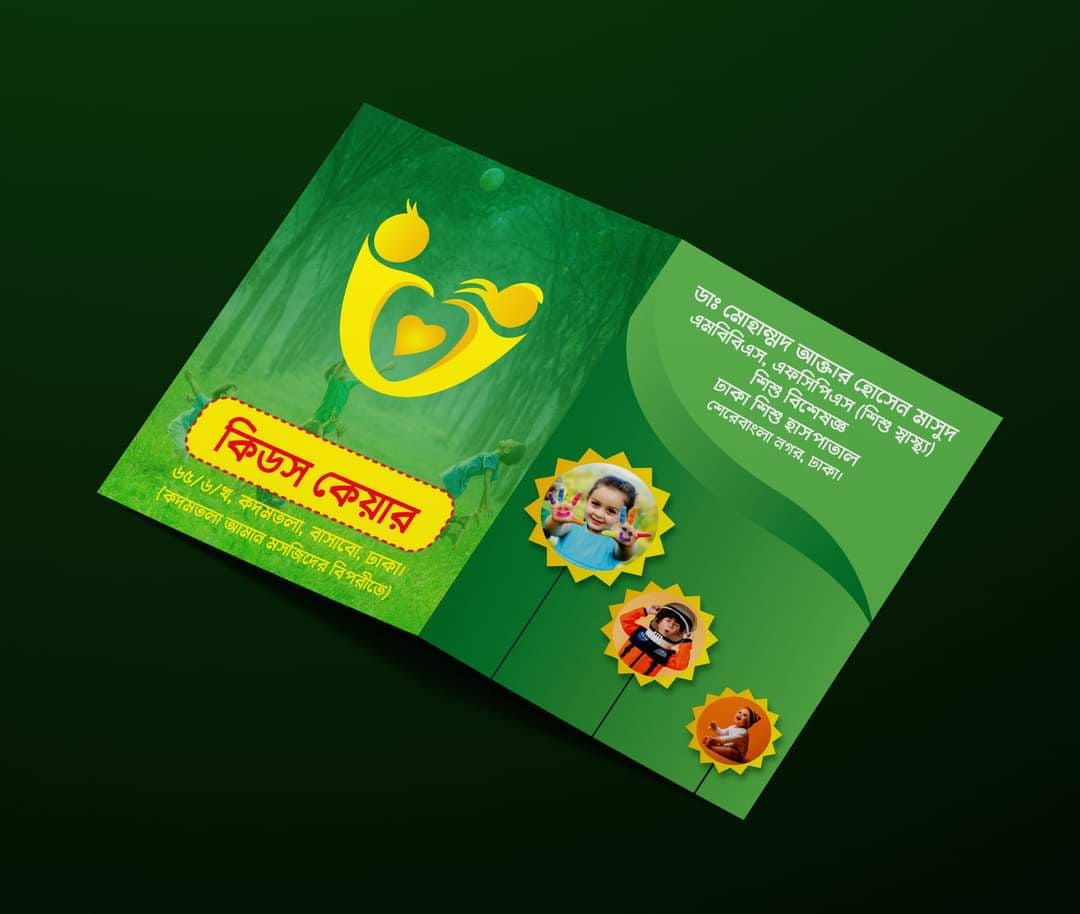 কিডস কেয়ার
৬৫/৬/খ, কদমতলা, বাসাবো, ঢাকা।
(কদমতলা আমান মসজিদের বিপরীতে)
ডাঃ মোহাম্মদ আক্তার হোসেন মাসুদ
এমবিবিএস, এফসিপিএস (শিশু স্বাস্থ্য)
শিশু বিশেষজ্ঞ
ঢাকা শিশু হাসপাতাল
শেরেবাংলা নগর, ঢাকা।